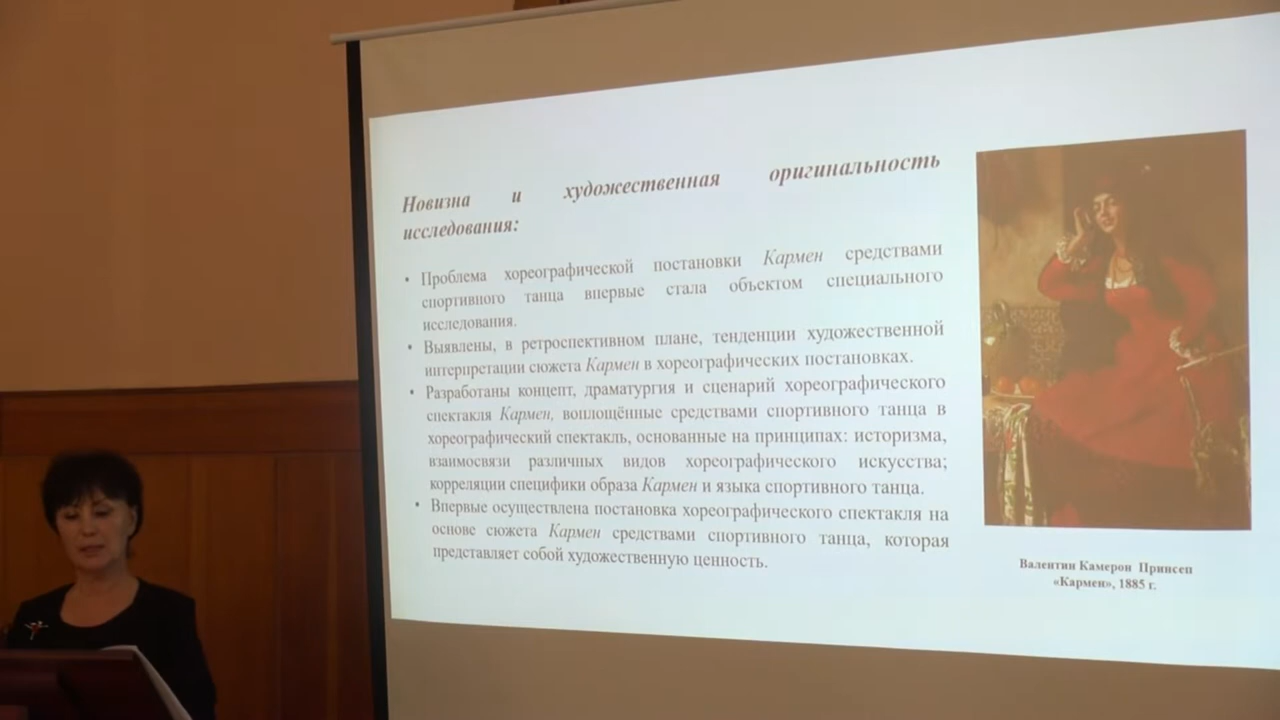 Новизна и художественная оригинальность
исследования:
• Проблема хореографической постановки Кармен средствами
спортивного танца впервые стала объектом специального
исследования.
• Выявлены, в ретроспективном плане, тенденции художественной
интерпретации сюжета Кармен в хореографических постановках.
• Разработаны концепт, драматургия и сценарий хореографического
спектакля Кармен, воплощённые средствами спортивного танца в
хореографический спектакль, основанные на принципах: историзма,
взаимосвязи различных видов хореографического искусства;
корреляции специфики образа Кармен и языка спортивного танца.
• Впервые осуществлена постановка хореографического спектакля на
основе сюжета Кармен средствами спортивного танца, которая
представляет собой художественную ценность.
Валентин Камерон Принсеп
«Кармен», 1885 г.